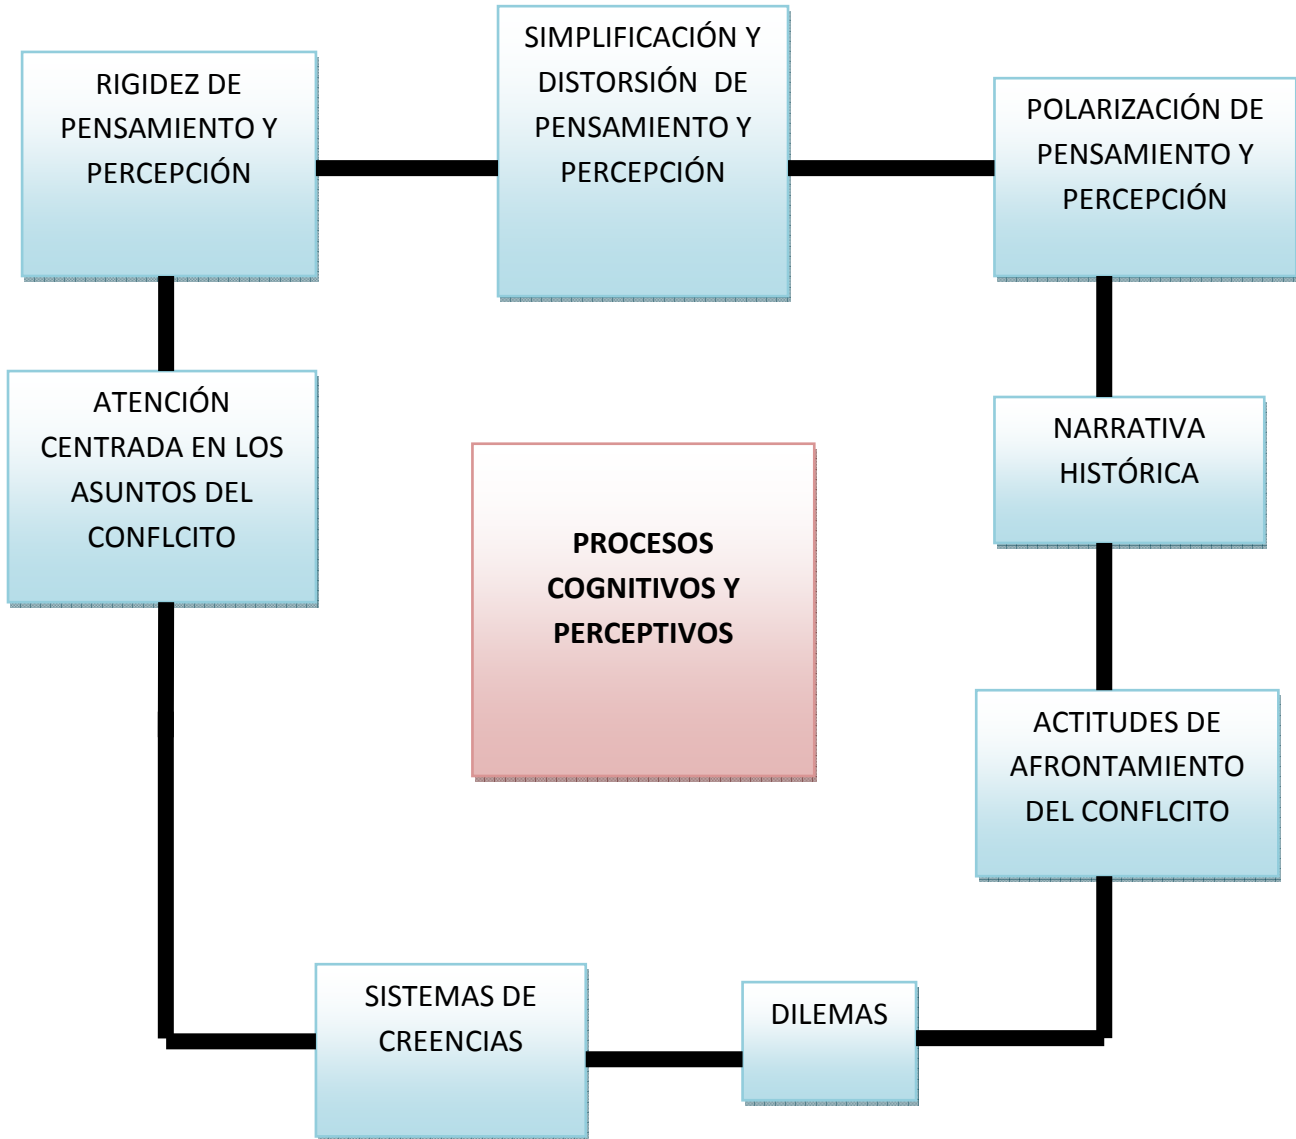 RIGIDEZ DE
PENSAMIENTO Y
PERCEPCIÓN
SIMPLIFICACIÓN Y
DISTORSIÓN DE
PENSAMIENTO Y
PERCEPCIÓN
POLARIZACIÓN DE
PENSAMIENTO Y
PERCEPCIÓN
ATENCIÓN
CENTRADA EN LOS
ASUNTOS DEL
CONFLCITO
PROCESOS
COGNITIVOS Y
PERCEPTIVOS
NARRATIVA
HISTÓRICA
ACTITUDES DE
AFRONTAMIENTO
DEL CONFLCITO
SISTEMAS DE
CREENCIAS
DILEMAS